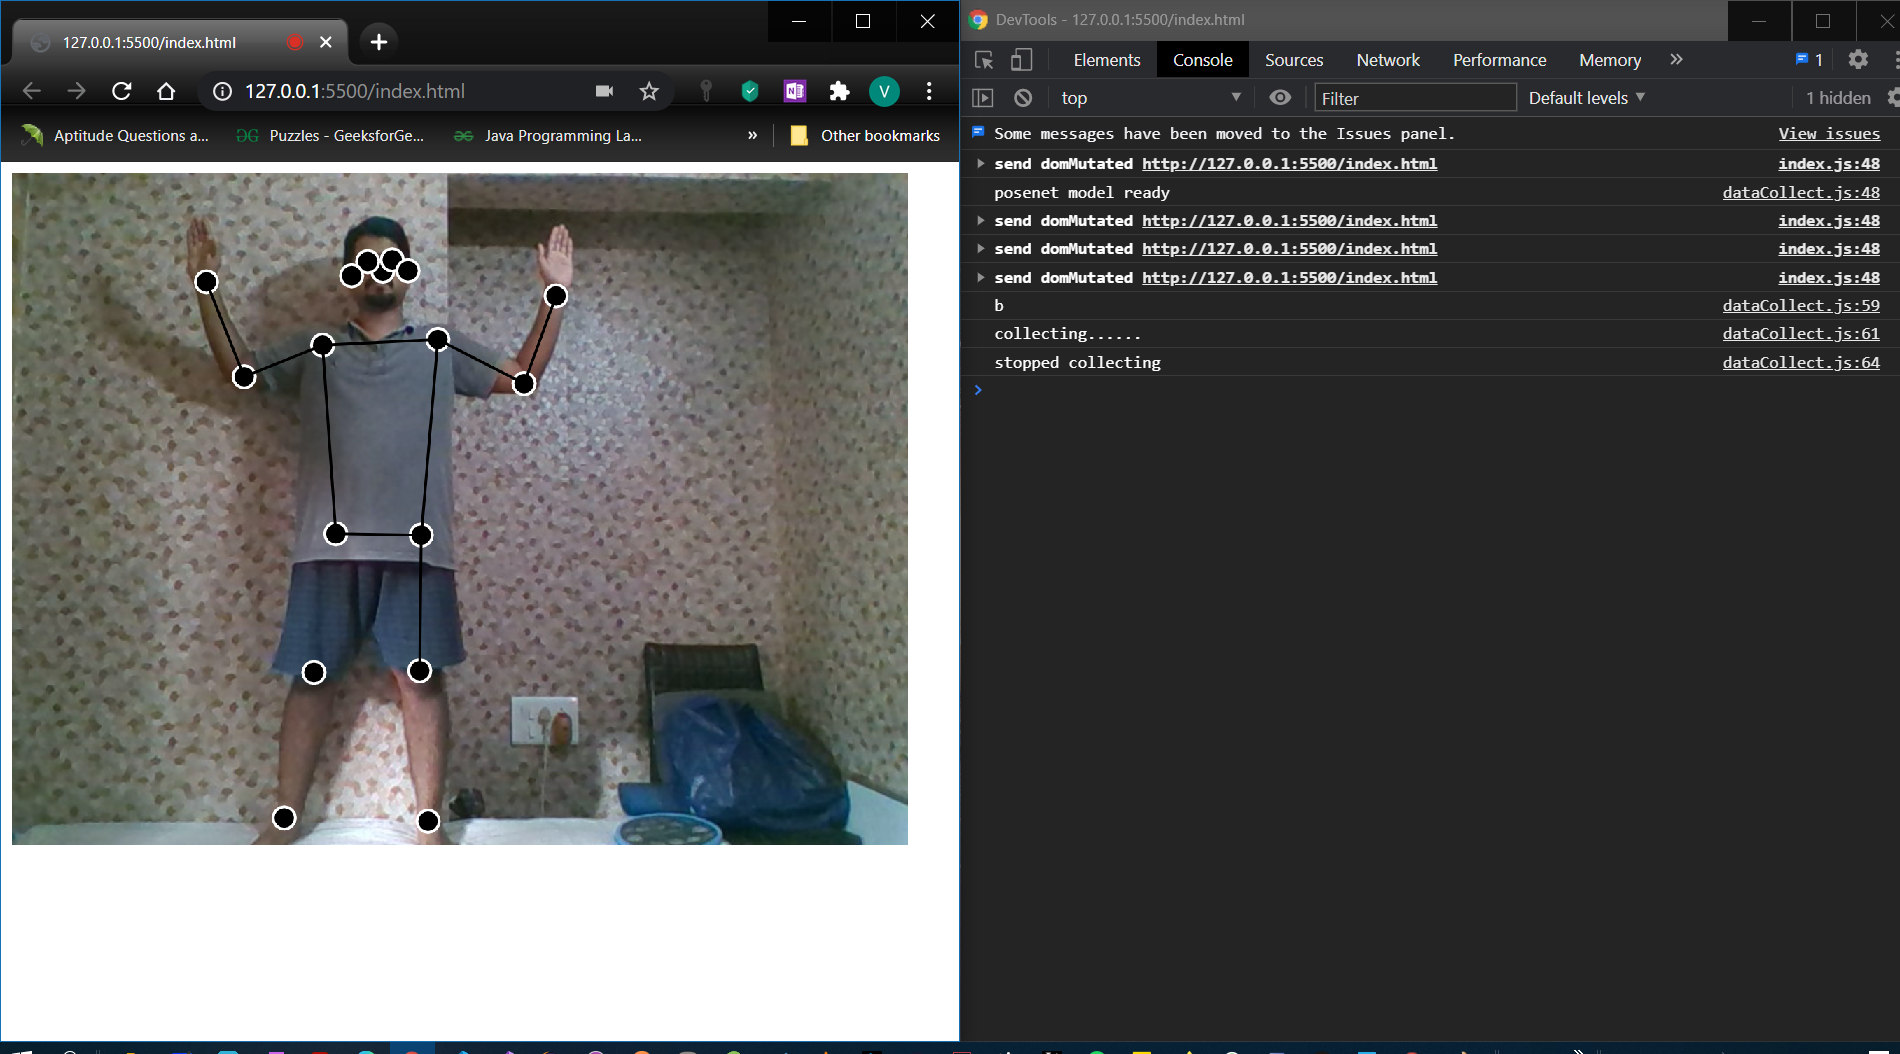 127.0.0.1:5500/index.html
127.0.0.1:5500/index.html
V
Aptitude Questions a...
Puzzles - GeeksforGe...
Java Programming La...
»
Other bookmarks
DevTools - 127.0.0.1:5500/index.html
Elements Console Sources Network Performance Memory » 1
top Filter Default levels 1 hidden
Some messages have been moved to the Issues panel. View issues
send domMutated http://127.0.0.1:5500/index.html index.js:48
posenet model ready dataCollect.js:48
send domMutated http://127.0.0.1:5500/index.html index.js:48
send domMutated http://127.0.0.1:5500/index.html index.js:48
send domMutated http://127.0.0.1:5500/index.html index.js:48
b dataCollect.js:59
collecting...... dataCollect.js:61
stopped collecting dataCollect.js:64